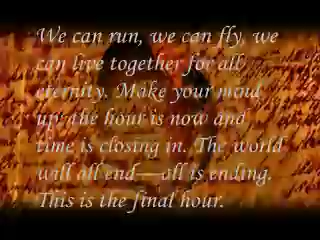 We can run, we can fly, we
can live together for all
eternity. Make your mind
up, the hour is now and
time is closing in. The world
will all end—all is ending.
This is the final hour.